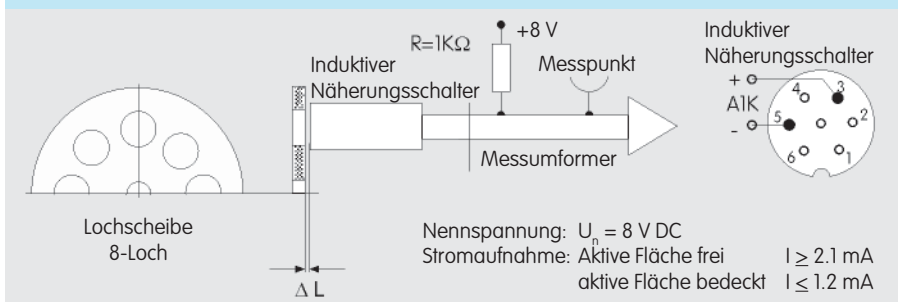 R=1KΩ
+8 V
Induktiver
Näherungsschalter
Messpunkt
Messumformer
Lochscheibe
8-Loch
Δ L
Induktiver
Näherungsschalter
+
A1K
-
4
3
5
2
6
1
Nennspannung: Un = 8 V DC
Stromaufnahme: Aktive Fläche frei I ≥ 2.1 mA
aktive Fläche bedeckt I ≤ 1.2 mA